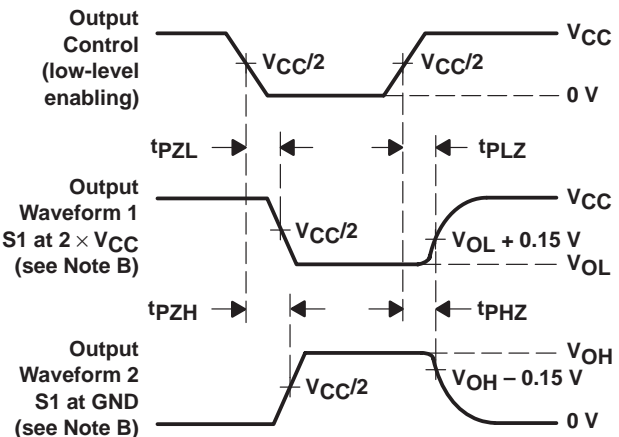 Output
Control
(low-level
enabling)
VCC
VCC/2
VCC/2
0 V
tPZL
tPLZ
Output
Waveform 1
S1 at 2 × VCC
(see Note B)
VCC
VCC/2
VOL + 0.15 V
VOL
tPZH
tPHZ
Output
Waveform 2
S1 at GND
(see Note B)
VOH
VCC/2
VOH – 0.15 V
0 V